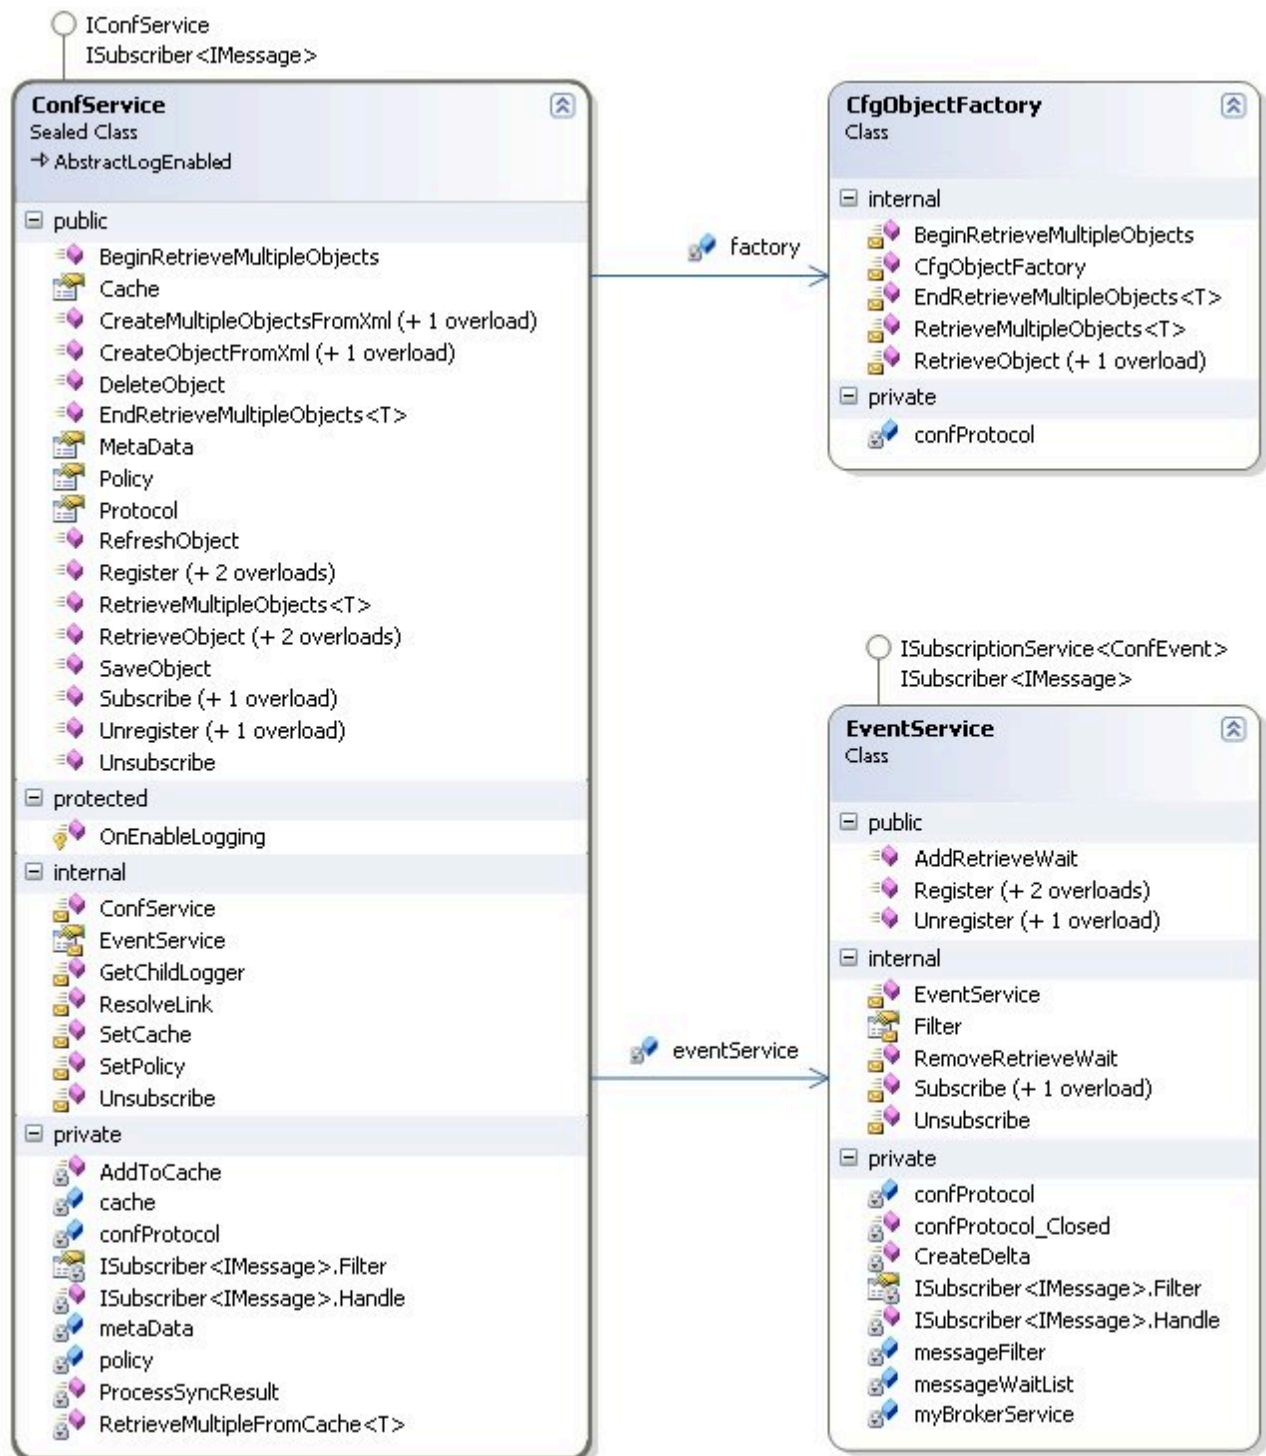 IConfService
ISubscriber<IMessage>
ConfService
Sealed Class
AbstractLogEnabled
public
BeginRetrieveMultipleObjects
Cache
CreateMultipleObjectsFromXml (+ 1 overload)
CreateObjectFromXml (+ 1 overload)
DeleteObject
EndRetrieveMultipleObjects<T>
MetaData
Policy
Protocol
RefreshObject
Register (+ 2 overloads)
RetrieveMultipleObjects<T>
RetrieveObject (+ 2 overloads)
SaveObject
Subscribe (+ 1 overload)
Unregister (+ 1 overload)
Unsubscribe
protected
OnEnableLogging
internal
ConfService
EventService
GetChildLogger
ResolveLink
SetCache
SetPolicy
Unsubscribe
private
AddToCache
cache
confProtocol
ISubscriber<IMessage>.Filter
ISubscriber<IMessage>.Handle
metaData
policy
ProcessSyncResult
RetrieveMultipleFromCache<T>
factory
CfgObjectFactory
Class
internal
BeginRetrieveMultipleObjects
CfgObjectFactory
EndRetrieveMultipleObjects<T>
RetrieveMultipleObjects<T>
RetrieveObject (+ 1 overload)
private
confProtocol
eventService
ISubscriptionService<ConfEvent>
ISubscriber<IMessage>
EventService
Class
public
AddRetrieveWait
Register (+ 2 overloads)
Unregister (+ 1 overload)
internal
EventService
Filter
RemoveRetrieveWait
Subscribe (+ 1 overload)
Unsubscribe
private
confProtocol
confProtocol_Closed
CreateDelta
ISubscriber<IMessage>.Filter
ISubscriber<IMessage>.Handle
messageFilter
messageWaitList
myBrokerService